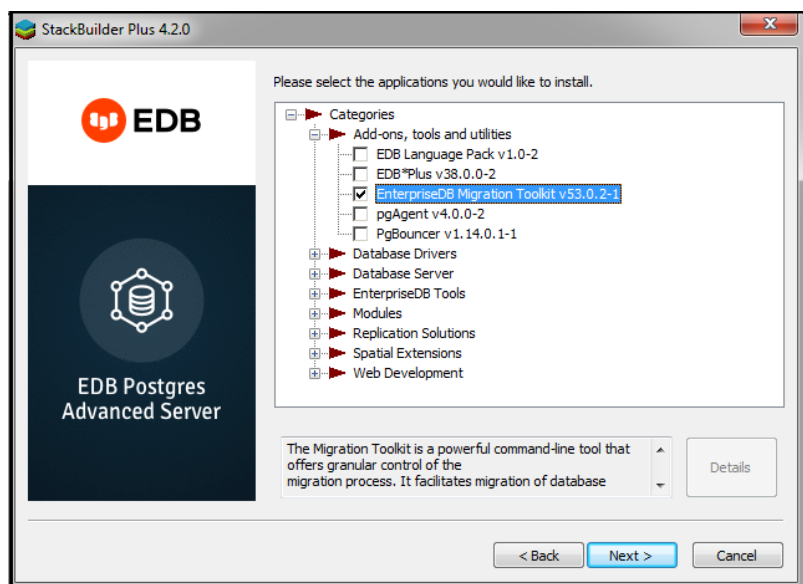 StackBuilder Plus 4.2.0
EDB
EDB Postgres
Advanced Server
Please select the applications you would like to install.
Categories
Add-ons, tools and utilities
EDB Language Pack v1.0-2
EDB*Plus v38.0.0-2
EnterpriseDB Migration Toolkit v53.0.2-1
pgAgent v4.0.0-2
PgBouncer v1.14.0.1-1
Database Drivers
Database Server
EnterpriseDB Tools
Modules
Replication Solutions
Spatial Extensions
Web Development
The Migration Toolkit is a powerful command-line tool that
offers granular control of the
migration process. It facilitates migration of database
Details
< Back
Next >
Cancel